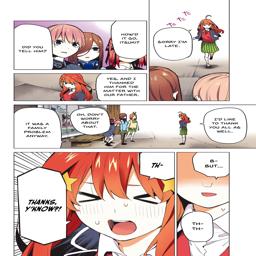 SORRY I'M
LATE.
HOW'D
IT GO,
ITSUKI?
DID YOU
TELL HIM?
YES, AND I
THANKED
HIM FOR THE
MATTER WITH
OUR FATHER.
I'D LIKE
TO THANK
YOU ALL AS
WELL...
OH, DON'T
WORRY
ABOUT
THAT.
IT WAS A
FAMILY
PROBLEM
ANYWAY.
B-
BUT...
TH-
TH-
TH-
THANKS,
Y'KNOW?!